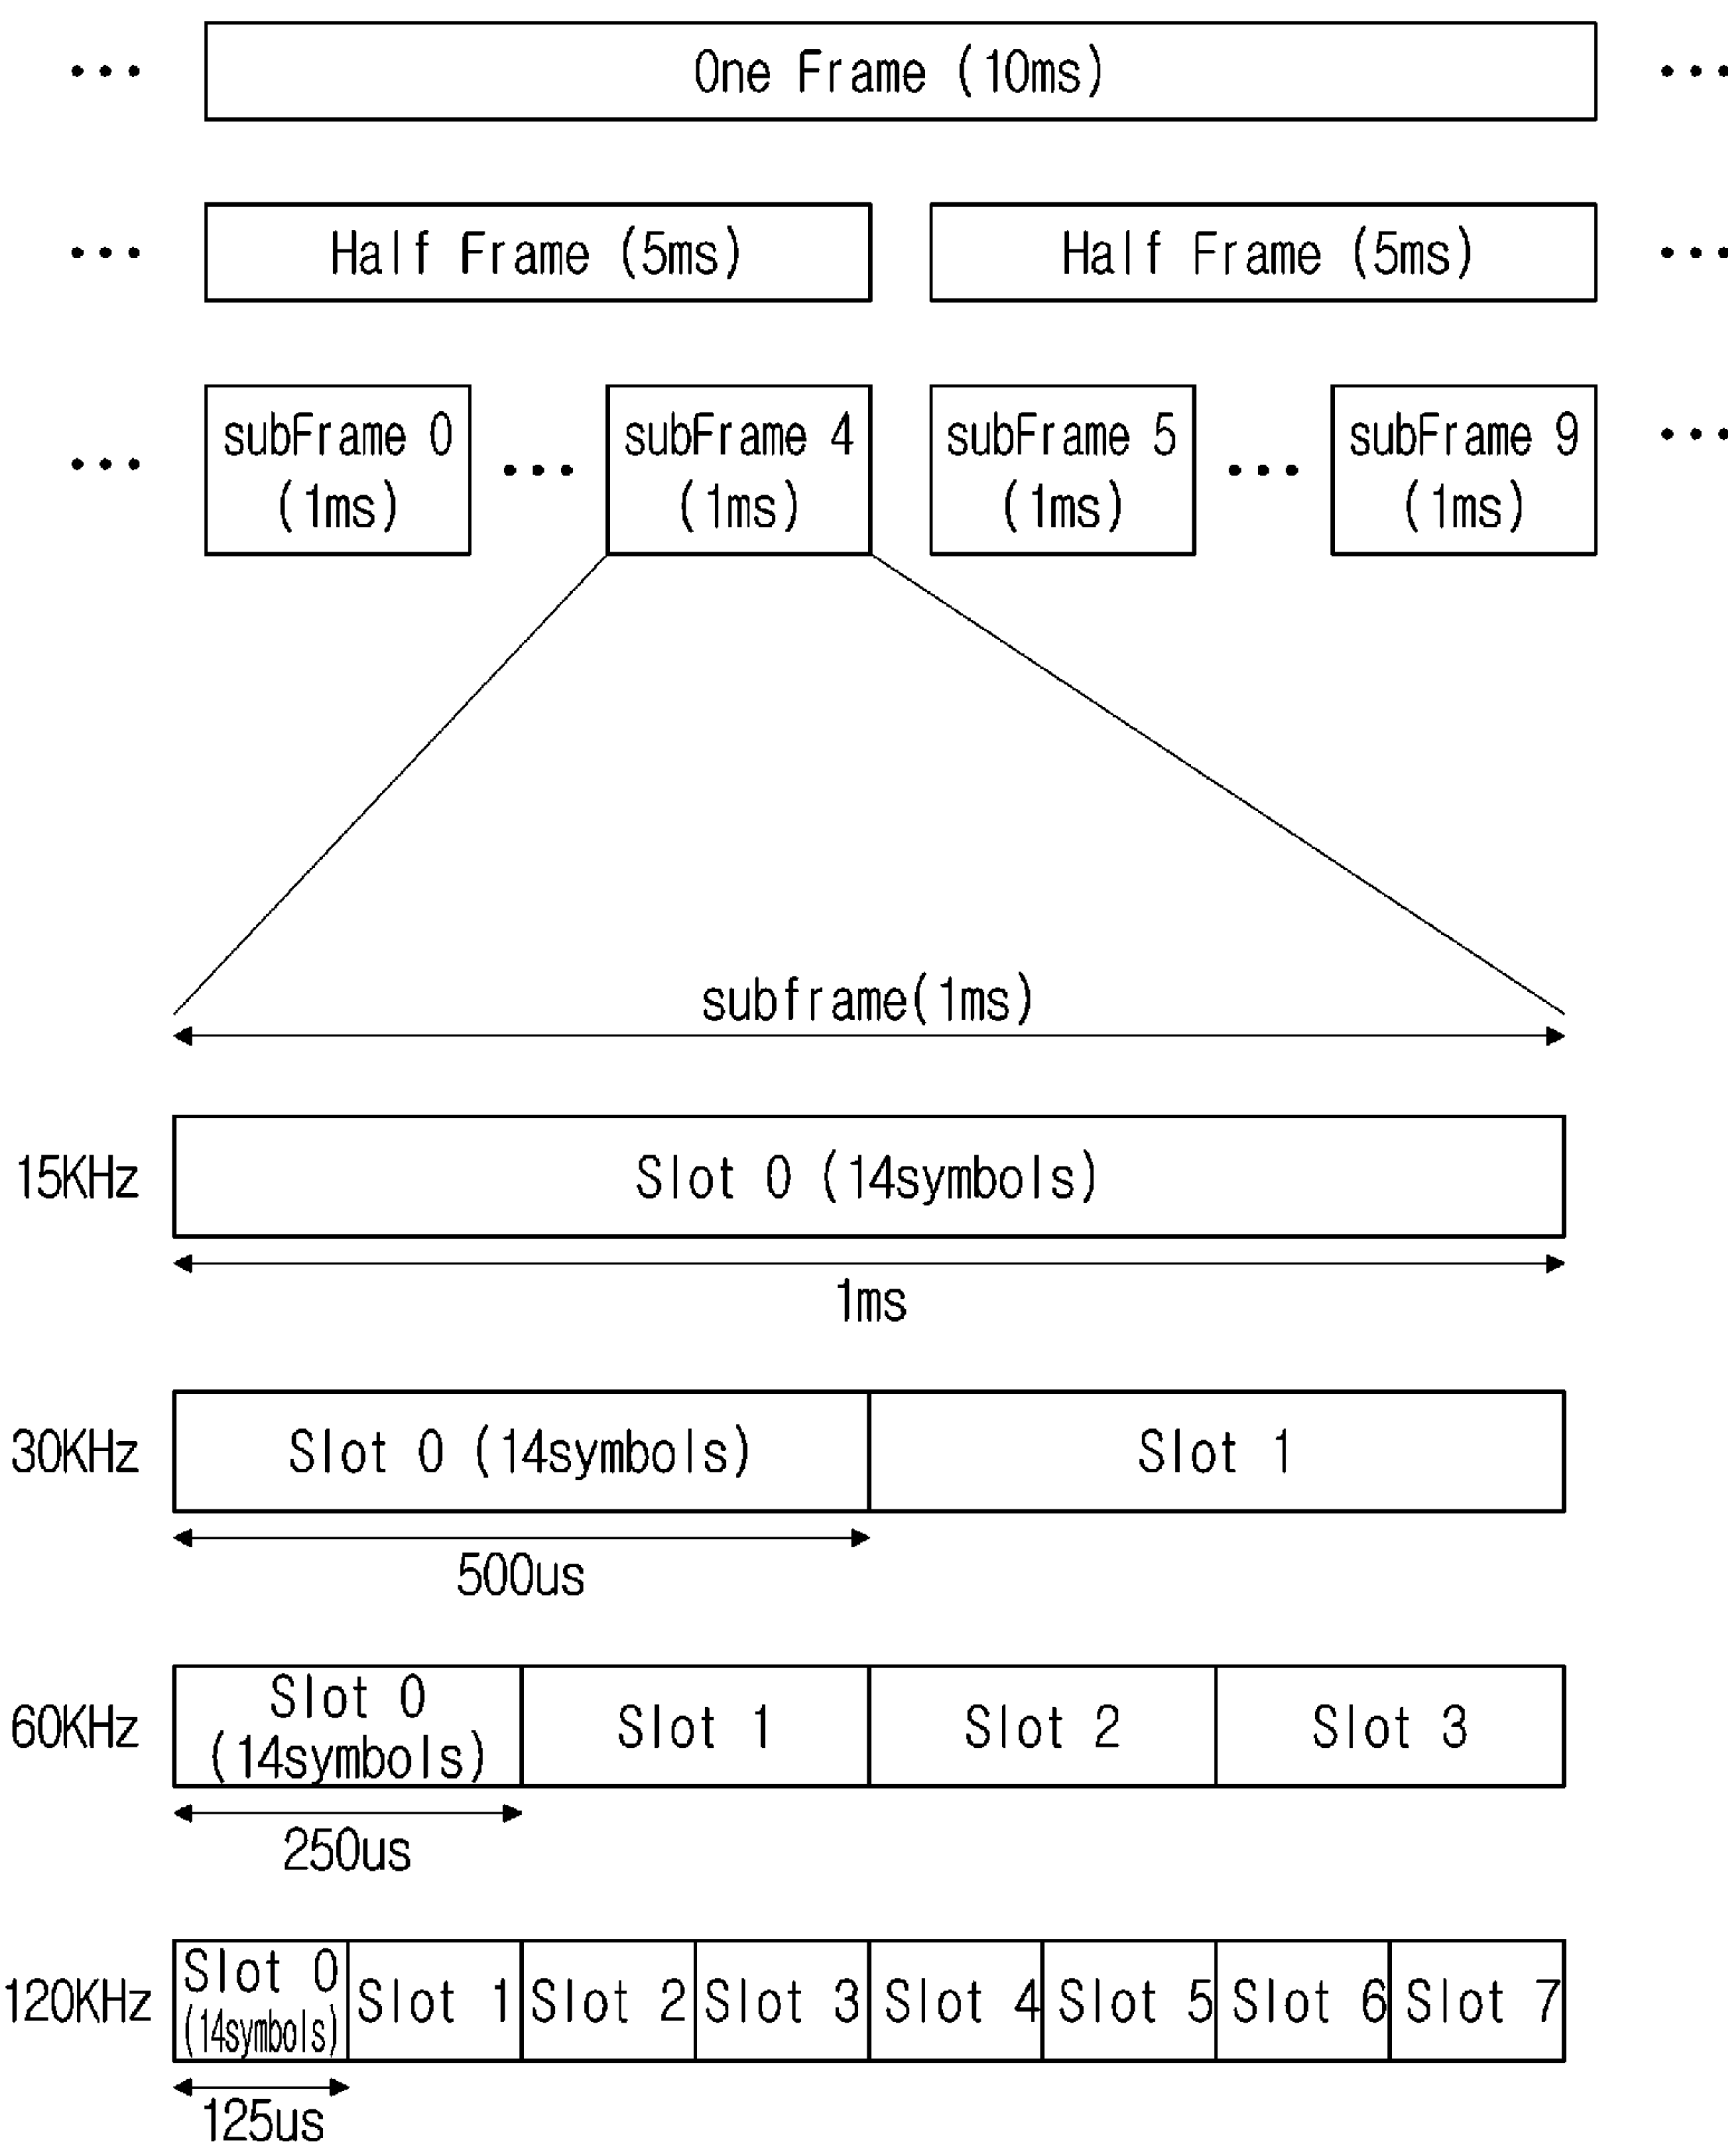 ... One Frame (10ms) ...
... Half Frame (5ms) Half Frame (5ms) ...
... subFrame 0 ... subFrame 4 subFrame 5 ... subFrame 9 ...
(1ms) (1ms) (1ms) (1ms)
subframe(1ms)
15KHz Slot 0 (14symbols)
1ms
30KHz Slot 0 (14symbols) Slot 1
500us
60KHz Slot 0 Slot 1 Slot 2 Slot 3
(14symbols)
250us
120KHz Slot 0 Slot 1 Slot 2 Slot 3 Slot 4 Slot 5 Slot 6 Slot 7
(14symbols)
125us